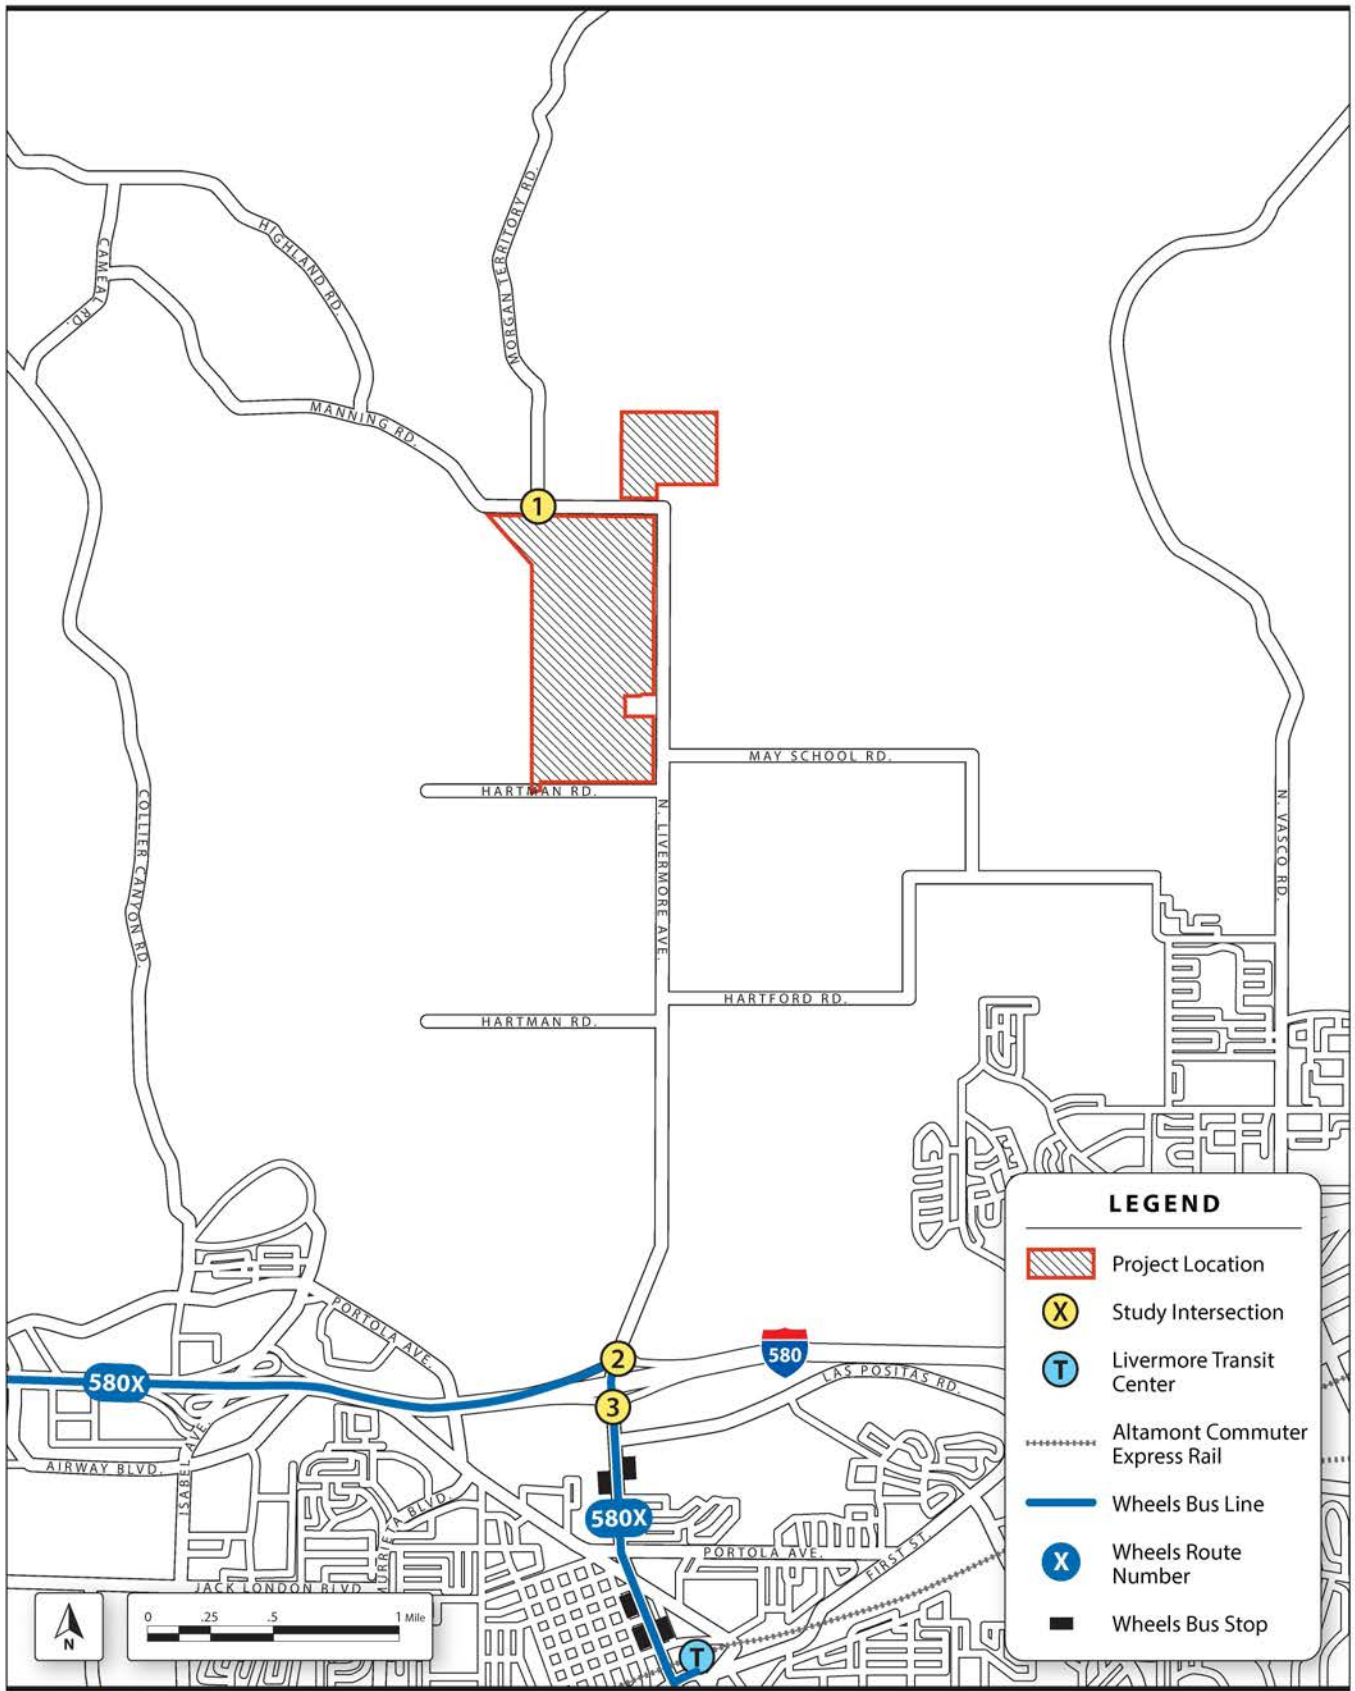 HIGHLAND RD.
CAMEAL RD.
MORGAN TERRITORY RD.
MANNING RD.
1
MAY SCHOOL RD.
HARTMAN RD.
N. LIVERMORE AVE.
N. VASCO RD.
COLLIER CANYON RD.
HARTFORD RD.
HARTMAN RD.
PORTOLA AVE.
2
580
580X
3
LAS POSITAS RD.
AIRWAY BLVD.
ISABEL AVE.
MURRIETA BLVD.
580X
PORTOLA AVE.
FIRST ST.
JACK LONDON BLVD
T
N
0 .25 .5 1 Mile
LEGEND
Project Location
X
Study Intersection
T
Livermore Transit
Center
Altamont Commuter
Express Rail
Wheels Bus Line
X
Wheels Route
Number
Wheels Bus Stop